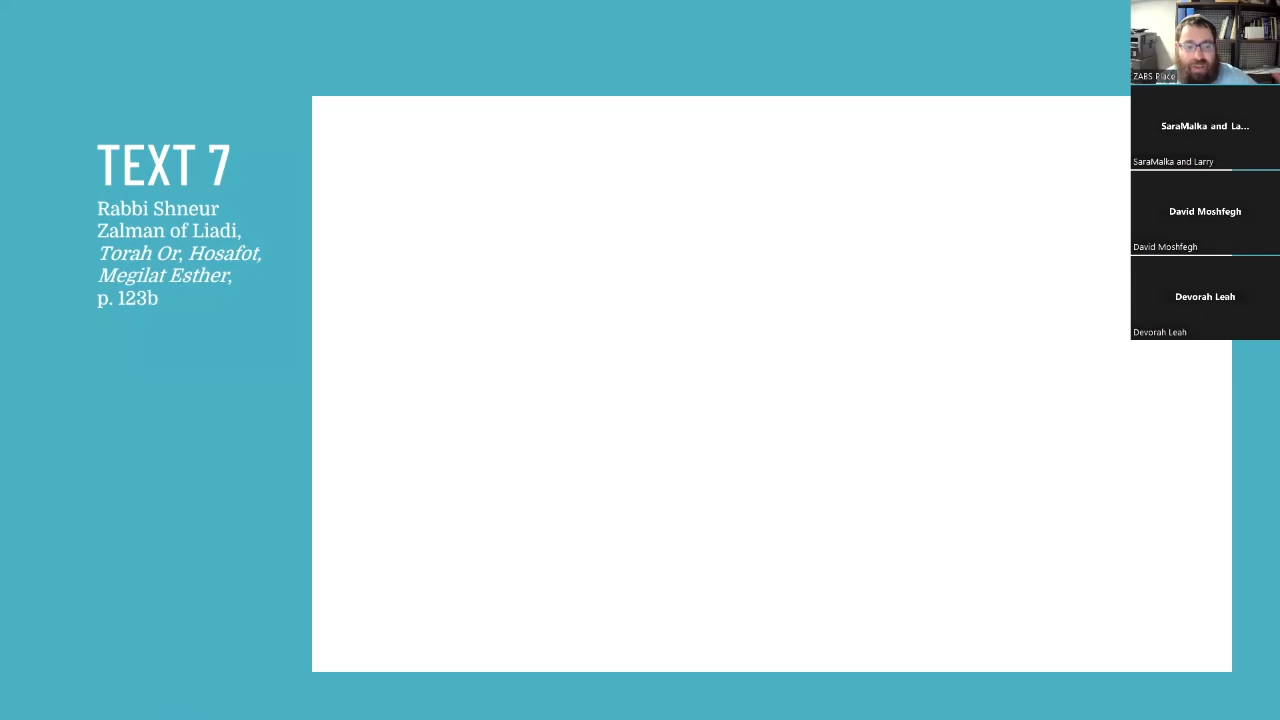 TEXT 7
Rabbi Shneur
Zalman of Liadi,
Torah Or, Hosafot,
Megilat Esther,
p. 123b
ZABS Place
SaraMalka and La...
SaraMalka and Larry
David Moshfegh
David Moshfegh
Devorah Leah
Devorah Leah